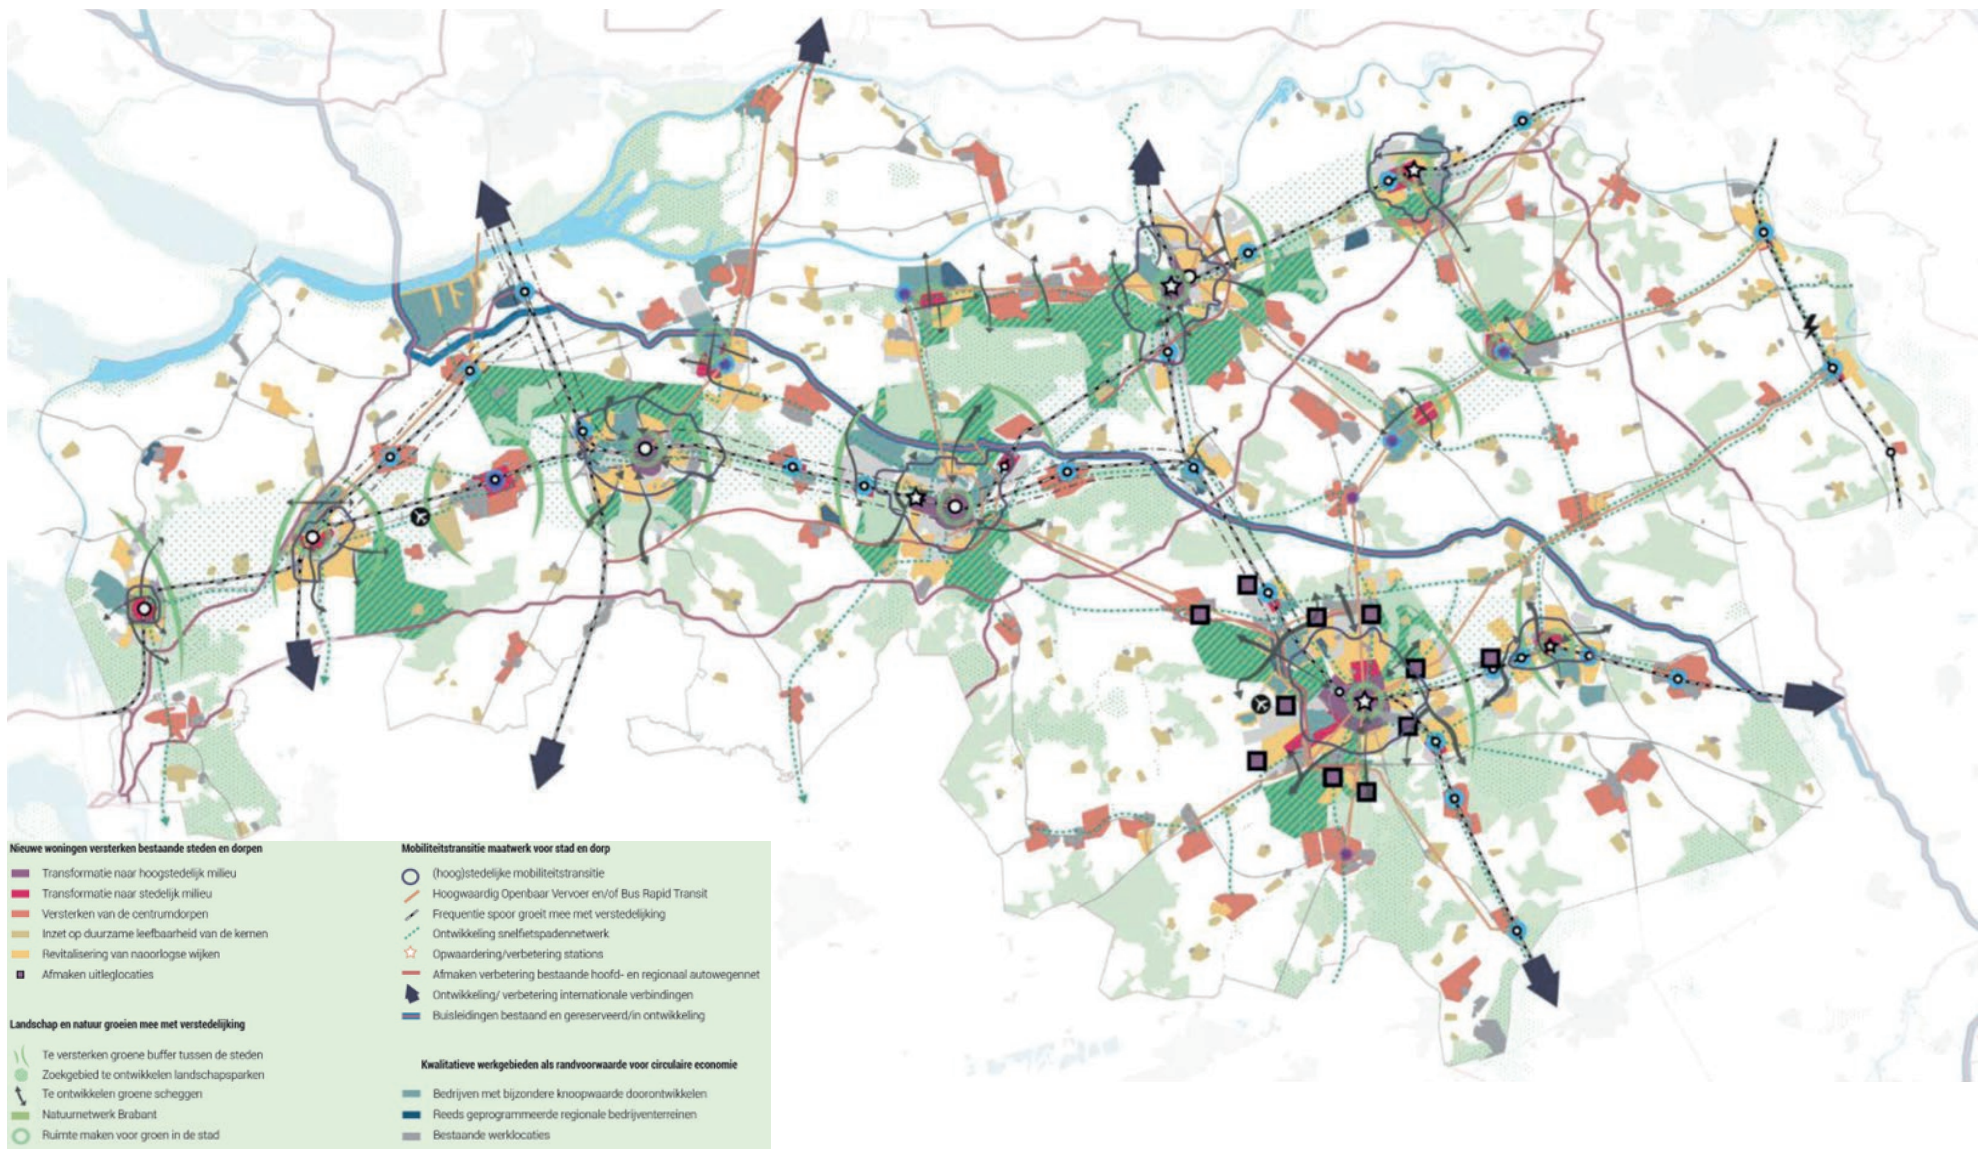 Nieuwe woningen versterken bestaande steden en dorpen
Transformatie naar hoogstedelijk milieu
Transformatie naar stedelijk milieu
Versterken van de centrumdorpen
Inzet op duurzame leefbaarheid van de kernen
Revitalisering van naoorlogse wijken
Afmaken uitleglocaties
Landschap en natuur groeien mee met verstedelijking
Te versterken groene buffer tussen de steden
Zoekgebied te ontwikkelen landschapsparken
Te ontwikkelen groene scheggen
Natuurnetwerk Brabant
Ruimte maken voor groen in de stad
Mobiliteitstransitie maatwerk voor stad en dorp
(hoog)stedelijke mobiliteitstransitie
Hoogwaardig Openbaar Vervoer en/of Bus Rapid Transit
Frequentie spoor groeit mee met verstedelijking
Ontwikkeling snelfietspadennetwerk
Opwaardering/verbetering stations
Afmaken verbetering bestaande hoofd- en regionaal autowegennet
Ontwikkeling/ verbetering internationale verbindingen
Buisleidingen bestaand en gereserveerd/in ontwikkeling
Kwalitatieve werkgebieden als randvoorwaarde voor circulaire economie
Bedrijven met bijzondere knoopwaarde doorontwikkelen
Reeds geprogrammeerde regionale bedrijventerreinen
Bestaande werklocaties